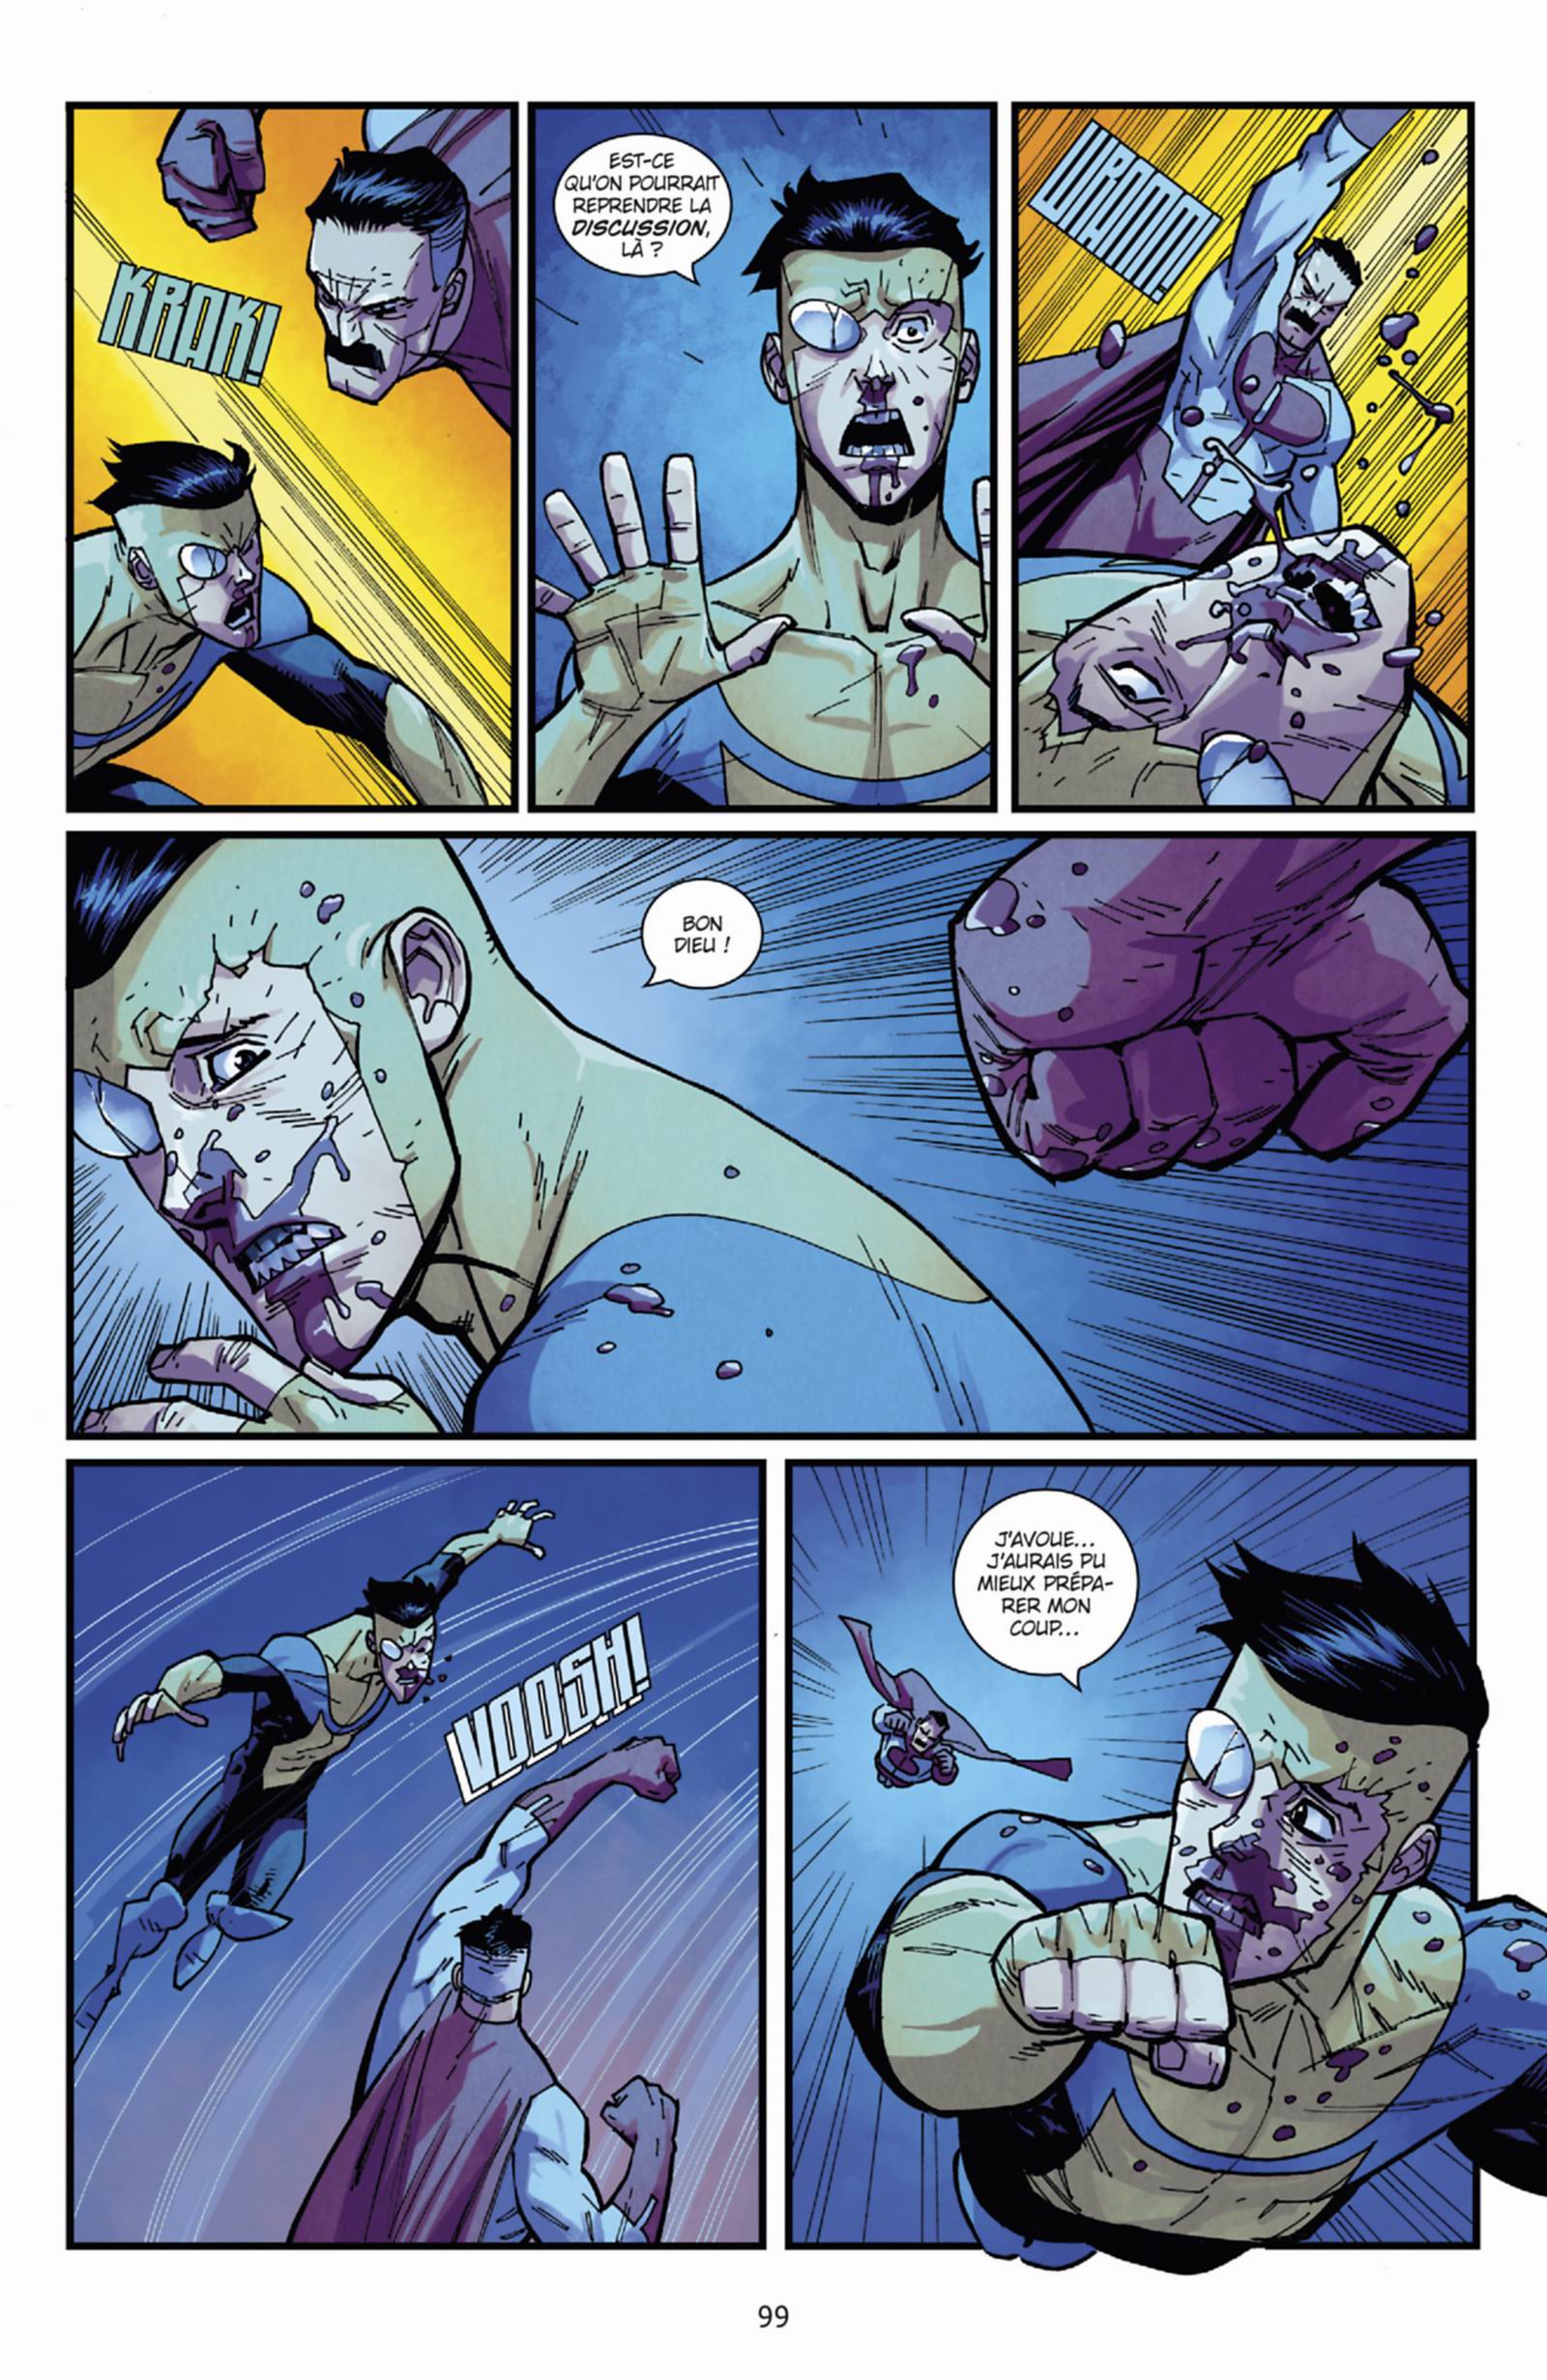 KRAK!
EST-CE
QU'ON POURRAIT
REPRENDRE LA
DISCUSSION,
LÀ ?
WRAMM!
BON
DIEU !
VOOSH!
J'AVOUE...
J'AURAIS PU
MIEUX PRÉPA-
RER MON
COUP...
99